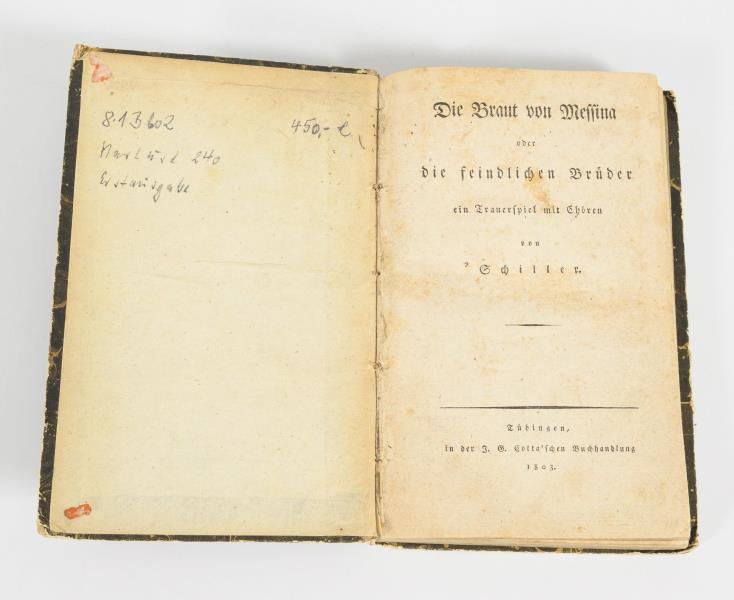 8.1 B602 450,- €
240
Erstausgabe
Die Braut von Messina
oder
die feindlichen Brüder
ein Trauerspiel mit Chören
von
Schiller.
Tübingen,
in der J. G. Cotta'schen Buchhandlung
1803.